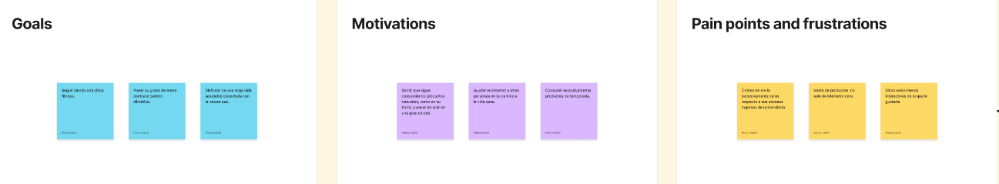 Goals
Seguir siendo una chica
fitness.
Maria Isabel
Poner su grano de arena
contra el cambio
climático.
Maria Isabel
Disfrutar de una larga vida
saludable conectada con
la naturaleza.
Maria Isabel
Motivations
Sentir que sigue
consumiendo productos
naturales, como en su
tierra, a pesar de vivir en
una gran ciudad.
Maria Isabel
Ayudar en internet a otras
personas en su camino a
la vida sana.
Maria Isabel
Consumir exclusivamente
productos de temporada.
Maria Isabel
Pain points and frustrations
Costes de envío
excesivamente caros
respecto a sus escasos
ingresos de universitaria.
Maria Isabel
Venta de productos no
solo de kilómetro cero.
Maria Isabel
Sitios webs menos
interactivos de lo que le
gustaría.
Maria Isabel